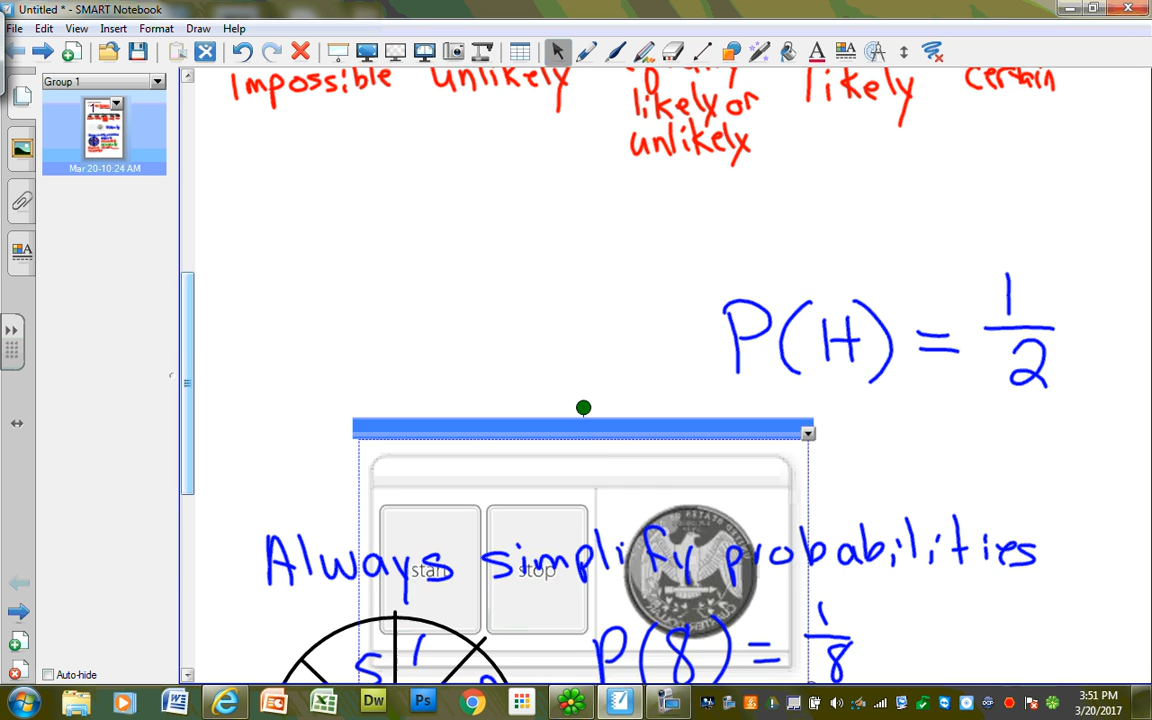 Untitled * - SMART Notebook
File Edit View Insert Format Draw Help
Group 1
Mar 20-10:24 AM
Auto-hide
Impossible unlikely likely certain
likely or
unlikely
P(H) = 1/2
start stop
Always simplify probabilities
5 1
P(8) = 1/8
3:51 PM
3/20/2017